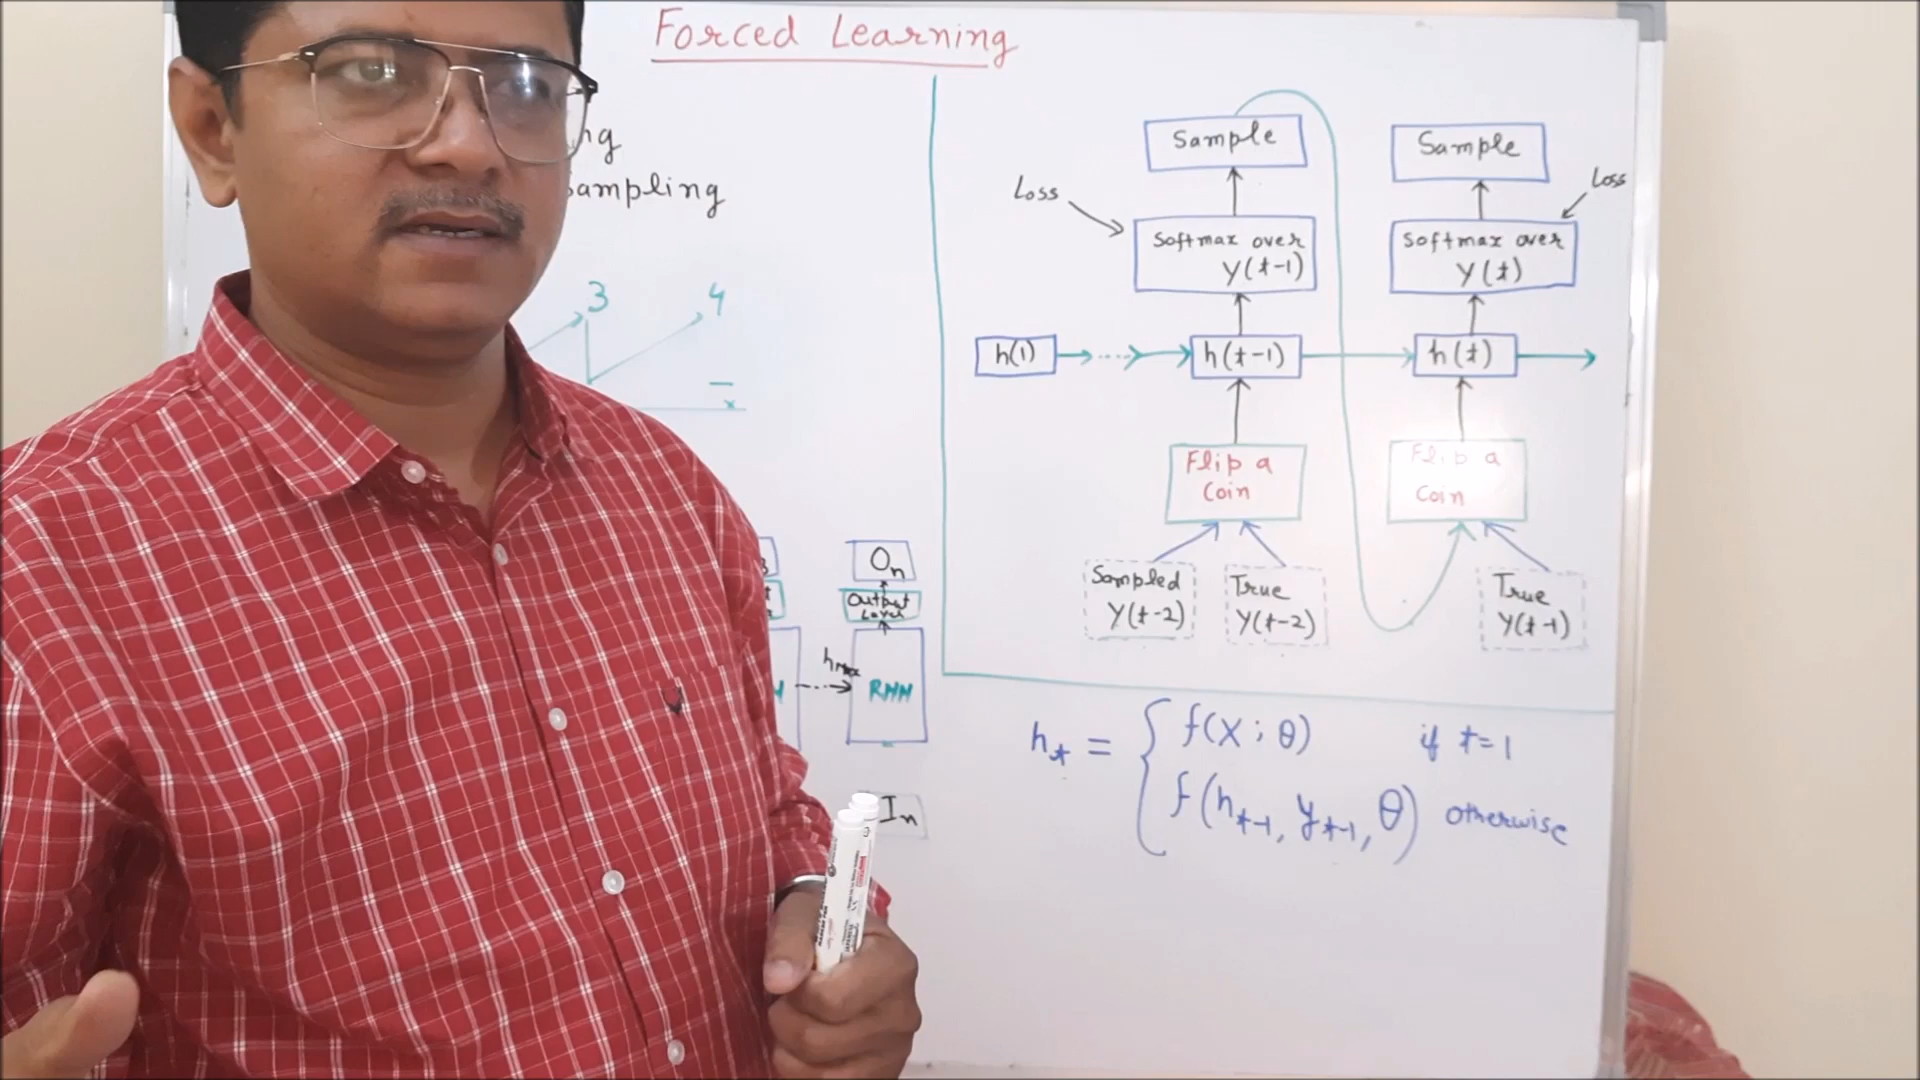 Forced Learning
ng
Sampling
3
4
On
Output
Layer
RNN
In
Sample
Sample
Loss
Loss
Softmax over
y(t-1)
Softmax over
y(t)
h(1)
h(t-1)
h(t)
Flip a
Coin
Flip a
Coin
Sampled
y(t-2)
True
y(t-2)
True
y(t-1)
ht = { f(X; θ) if t=1
f(ht-1, yt-1, θ) otherwise